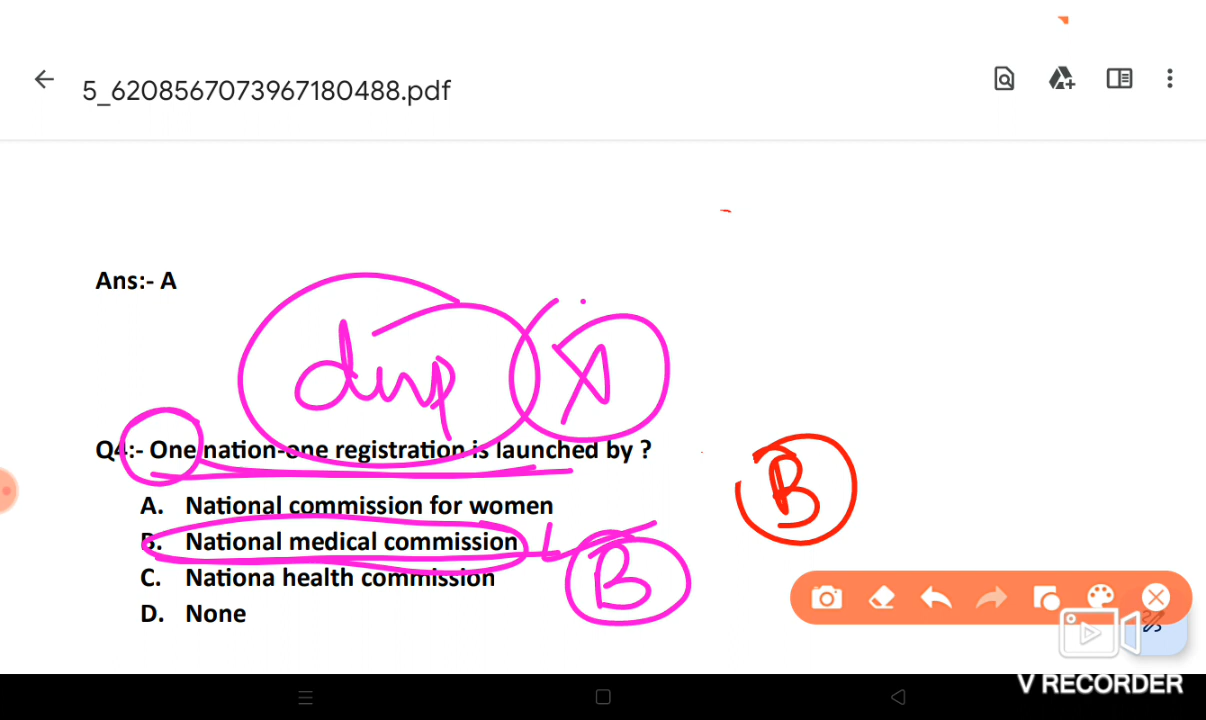 5_6208567073967180488.pdf
Ans:- A
Q4:- One nation-one registration is launched by ?
A. National commission for women
B. National medical commission
B
C. Nationa health commission
B
D. None
V RECORDER